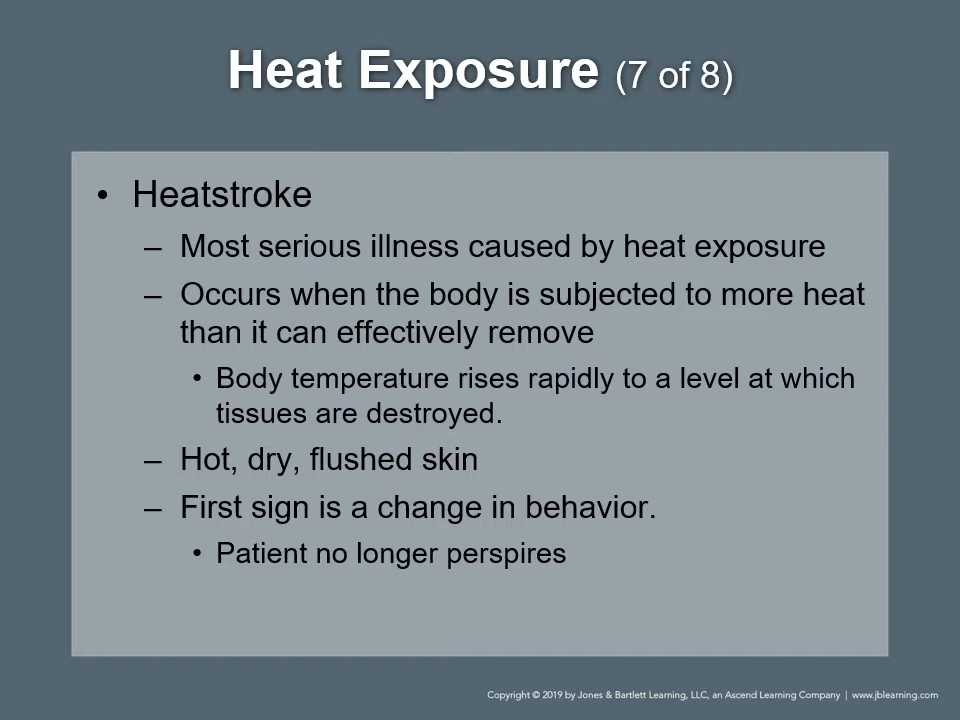 Heat Exposure (7 of 8)
• Heatstroke
– Most serious illness caused by heat exposure
– Occurs when the body is subjected to more heat
than it can effectively remove
• Body temperature rises rapidly to a level at which
tissues are destroyed.
– Hot, dry, flushed skin
– First sign is a change in behavior.
• Patient no longer perspires
Copyright © 2019 by Jones & Bartlett Learning, LLC, an Ascend Learning Company | www.jblearning.com